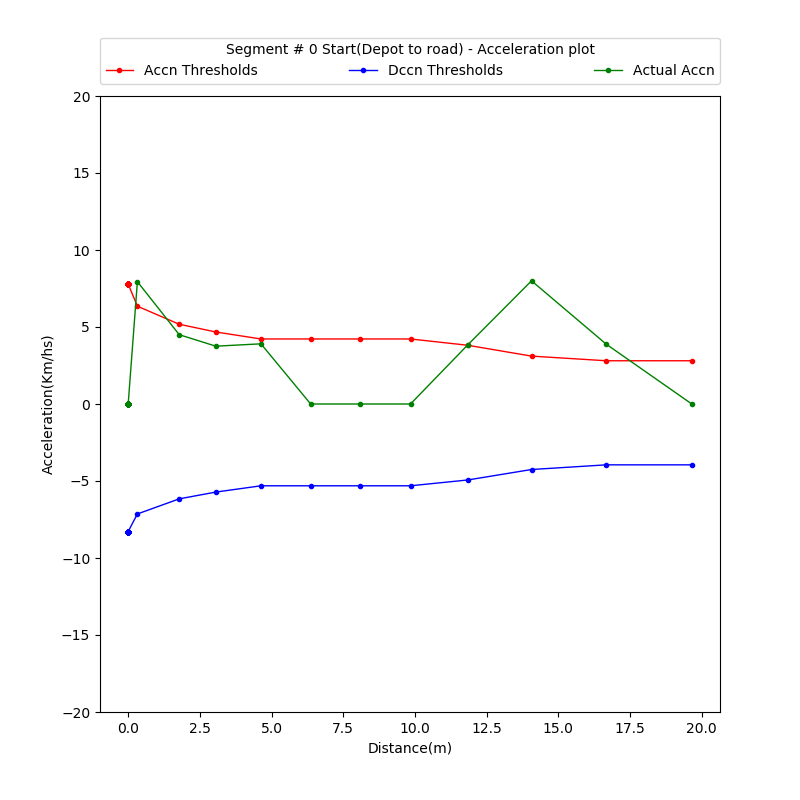 Segment # 0 Start(Depot to road) - Acceleration plot
Accn Thresholds Dccn Thresholds Actual Accn
20
15
10
5
0
−5
−10
−15
−20
Acceleration(Km/hs)
0.0 2.5 5.0 7.5 10.0 12.5 15.0 17.5 20.0
Distance(m)